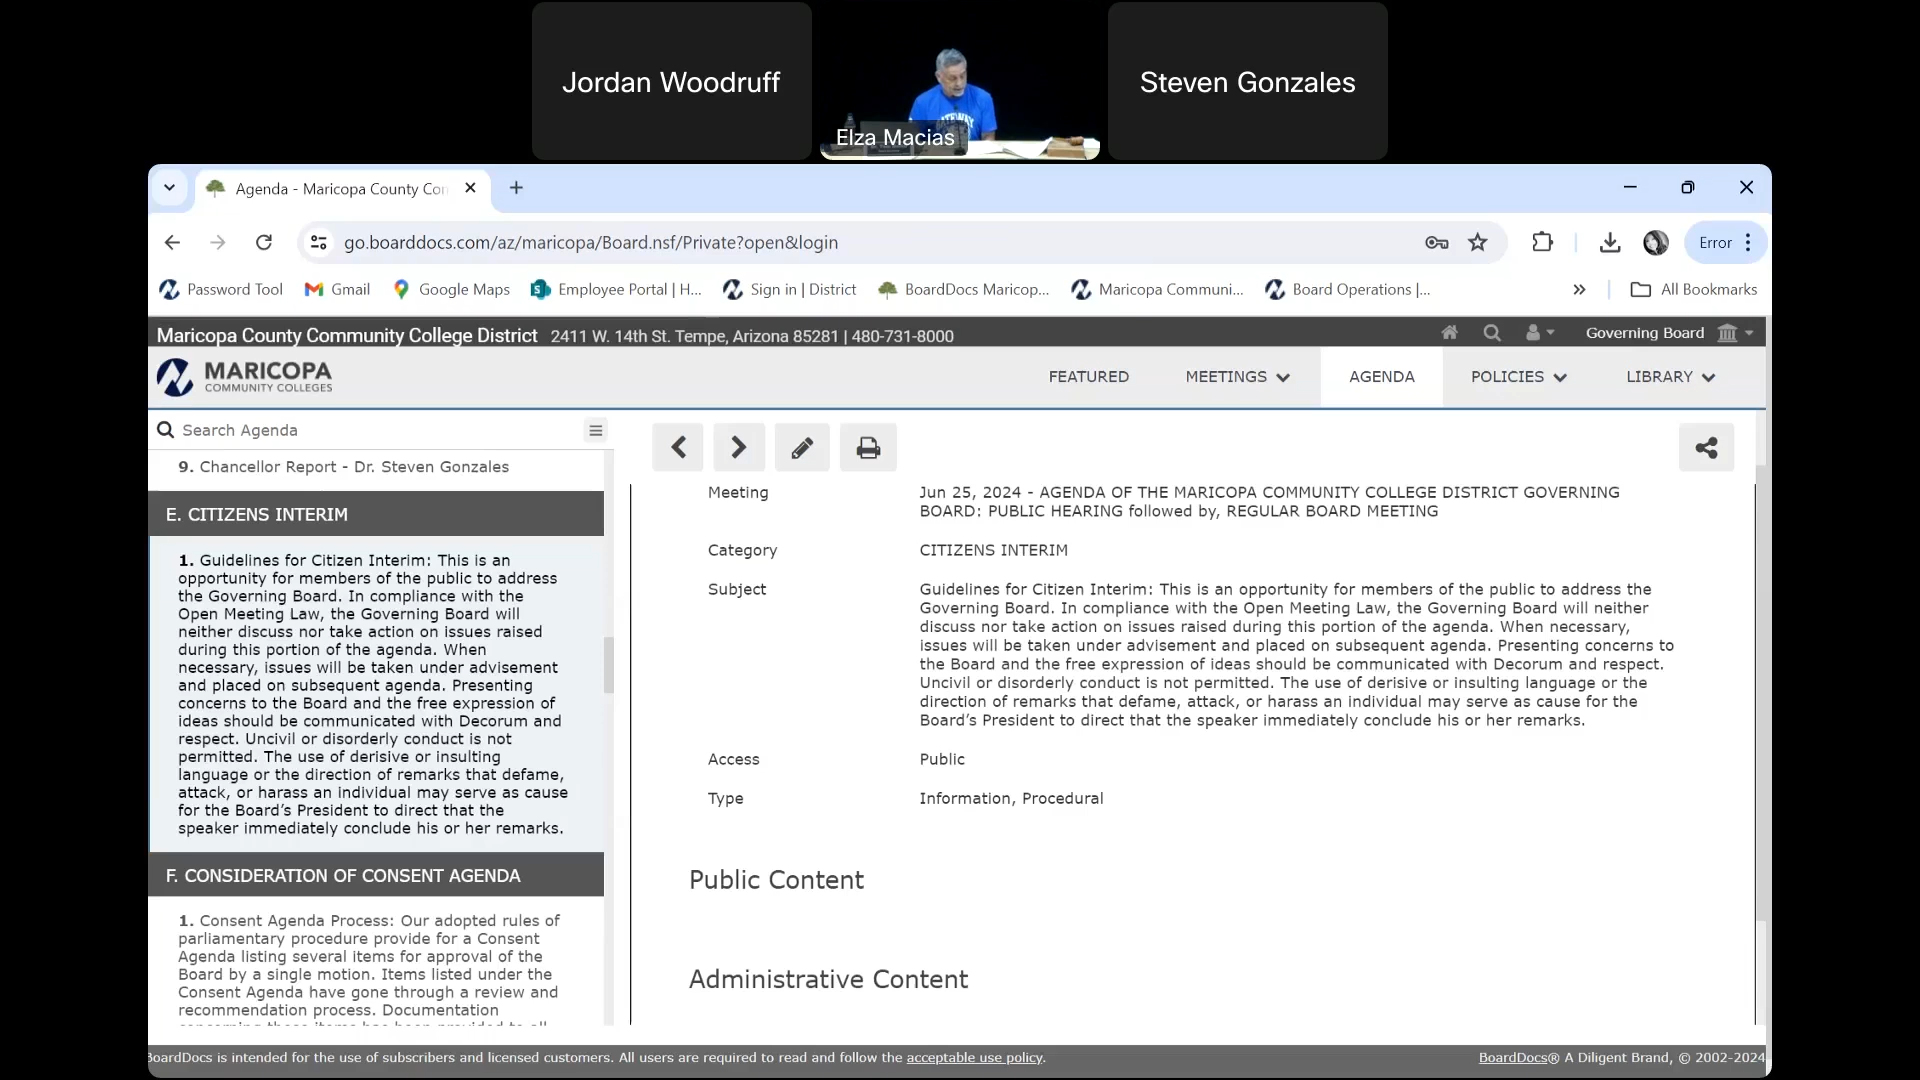 Jordan Woodruff
Elza Macias
Steven Gonzales
Agenda - Maricopa County Con
go.boarddocs.com/az/maricopa/Board.nsf/Private?open&login
Error
Password Tool
Gmail
Google Maps
Employee Portal | H...
Sign in | District
BoardDocs Maricop...
Maricopa Communi...
Board Operations |...
All Bookmarks
Maricopa County Community College District 2411 W. 14th St. Tempe, Arizona 85281 | 480-731-8000
Governing Board
MARICOPA
COMMUNITY COLLEGES
FEATURED
MEETINGS
AGENDA
POLICIES
LIBRARY
Search Agenda
9. Chancellor Report - Dr. Steven Gonzales
E. CITIZENS INTERIM
1. Guidelines for Citizen Interim: This is an
opportunity for members of the public to address
the Governing Board. In compliance with the
Open Meeting Law, the Governing Board will
neither discuss nor take action on issues raised
during this portion of the agenda. When
necessary, issues will be taken under advisement
and placed on subsequent agenda. Presenting
concerns to the Board and the free expression of
ideas should be communicated with Decorum and
respect. Uncivil or disorderly conduct is not
permitted. The use of derisive or insulting
language or the direction of remarks that defame,
attack, or harass an individual may serve as cause
for the Board's President to direct that the
speaker immediately conclude his or her remarks.
F. CONSIDERATION OF CONSENT AGENDA
1. Consent Agenda Process: Our adopted rules of
parliamentary procedure provide for a Consent
Agenda listing several items for approval of the
Board by a single motion. Items listed under the
Consent Agenda have gone through a review and
recommendation process. Documentation
Meeting
Jun 25, 2024 - AGENDA OF THE MARICOPA COMMUNITY COLLEGE DISTRICT GOVERNING
BOARD: PUBLIC HEARING followed by, REGULAR BOARD MEETING
Category
CITIZENS INTERIM
Subject
Guidelines for Citizen Interim: This is an opportunity for members of the public to address the
Governing Board. In compliance with the Open Meeting Law, the Governing Board will neither
discuss nor take action on issues raised during this portion of the agenda. When necessary,
issues will be taken under advisement and placed on subsequent agenda. Presenting concerns to
the Board and the free expression of ideas should be communicated with Decorum and respect.
Uncivil or disorderly conduct is not permitted. The use of derisive or insulting language or the
direction of remarks that defame, attack, or harass an individual may serve as cause for the
Board's President to direct that the speaker immediately conclude his or her remarks.
Access
Public
Type
Information, Procedural
Public Content
Administrative Content
BoardDocs is intended for the use of subscribers and licensed customers. All users are required to read and follow the acceptable use policy.
BoardDocs® A Diligent Brand, © 2002-2024